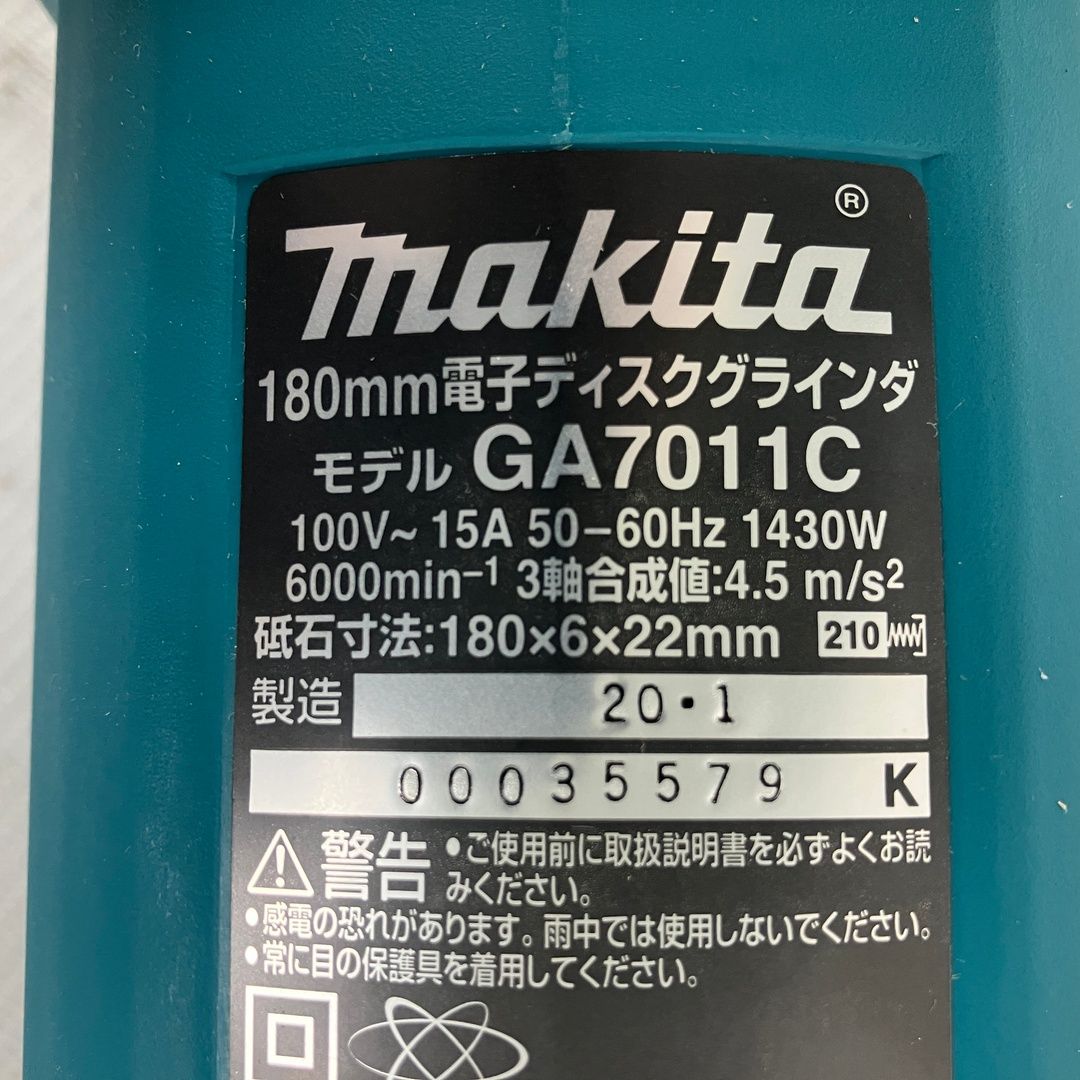 makita®
180mm電子ディスクグラインダ
モデル GA7011C
100V~ 15A 50-60Hz 1430W
6000min-1 3軸合成値:4.5 m/s2
砥石寸法:180×6×22mm 210
製造 20・1
00035579 K
警告 •ご使用前に取扱説明書を必ずよくお読
みください。
•感電の恐れがあります。雨中では使用しないでください。
•常に目の保護具を着用してください。